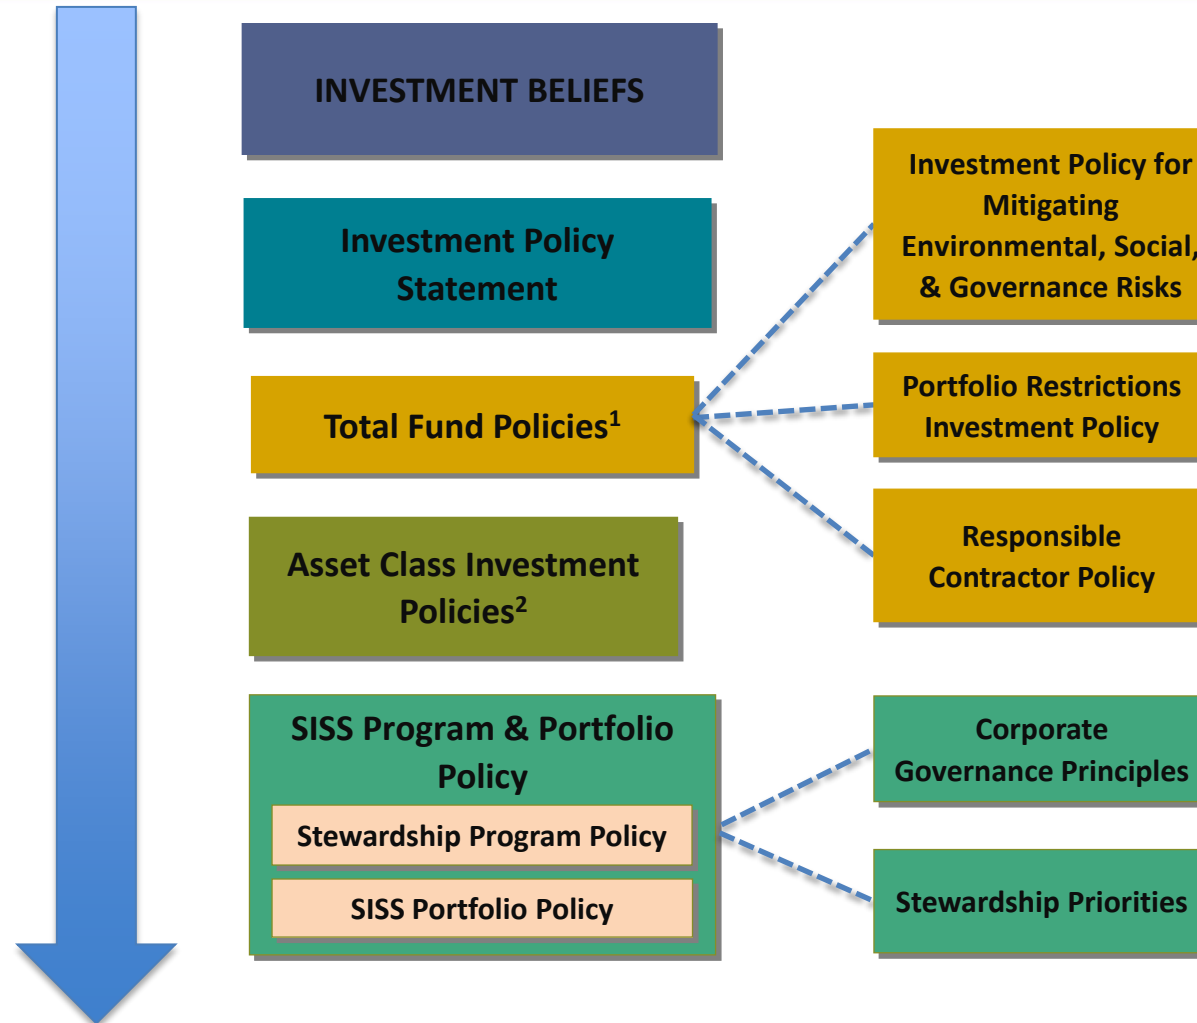 INVESTMENT BELIEFS
Investment Policy
Statement
Total Fund Policies¹
Asset Class Investment
Policies²
SISS Program & Portfolio
Policy
Stewardship Program Policy
SISS Portfolio Policy
Investment Policy for
Mitigating
Environmental, Social,
& Governance Risks
Portfolio Restrictions
Investment Policy
Responsible
Contractor Policy
Corporate
Governance Principles
Stewardship Priorities